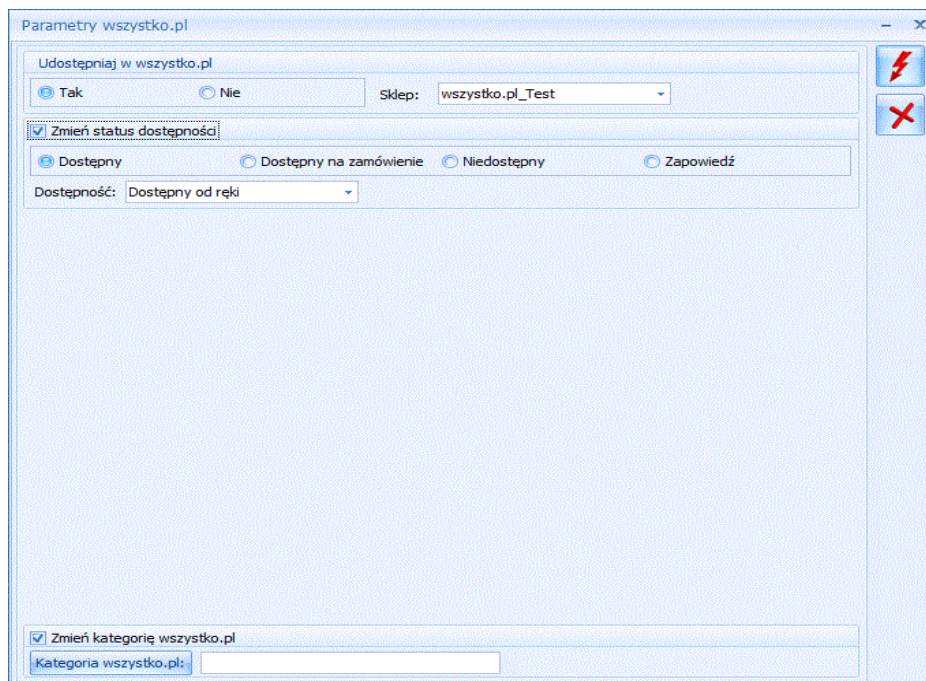 Parametry wszystko.pl
Udostępniaj w wszystko.pl
Tak Nie Sklep: wszystko.pl_Test
Zmień status dostępności
Dostępny Dostępny na zamówienie Niedostępny Zapowiedź
Dostępność: Dostępny od ręki
Zmień kategorię wszystko.pl
Kategoria wszystko.pl: